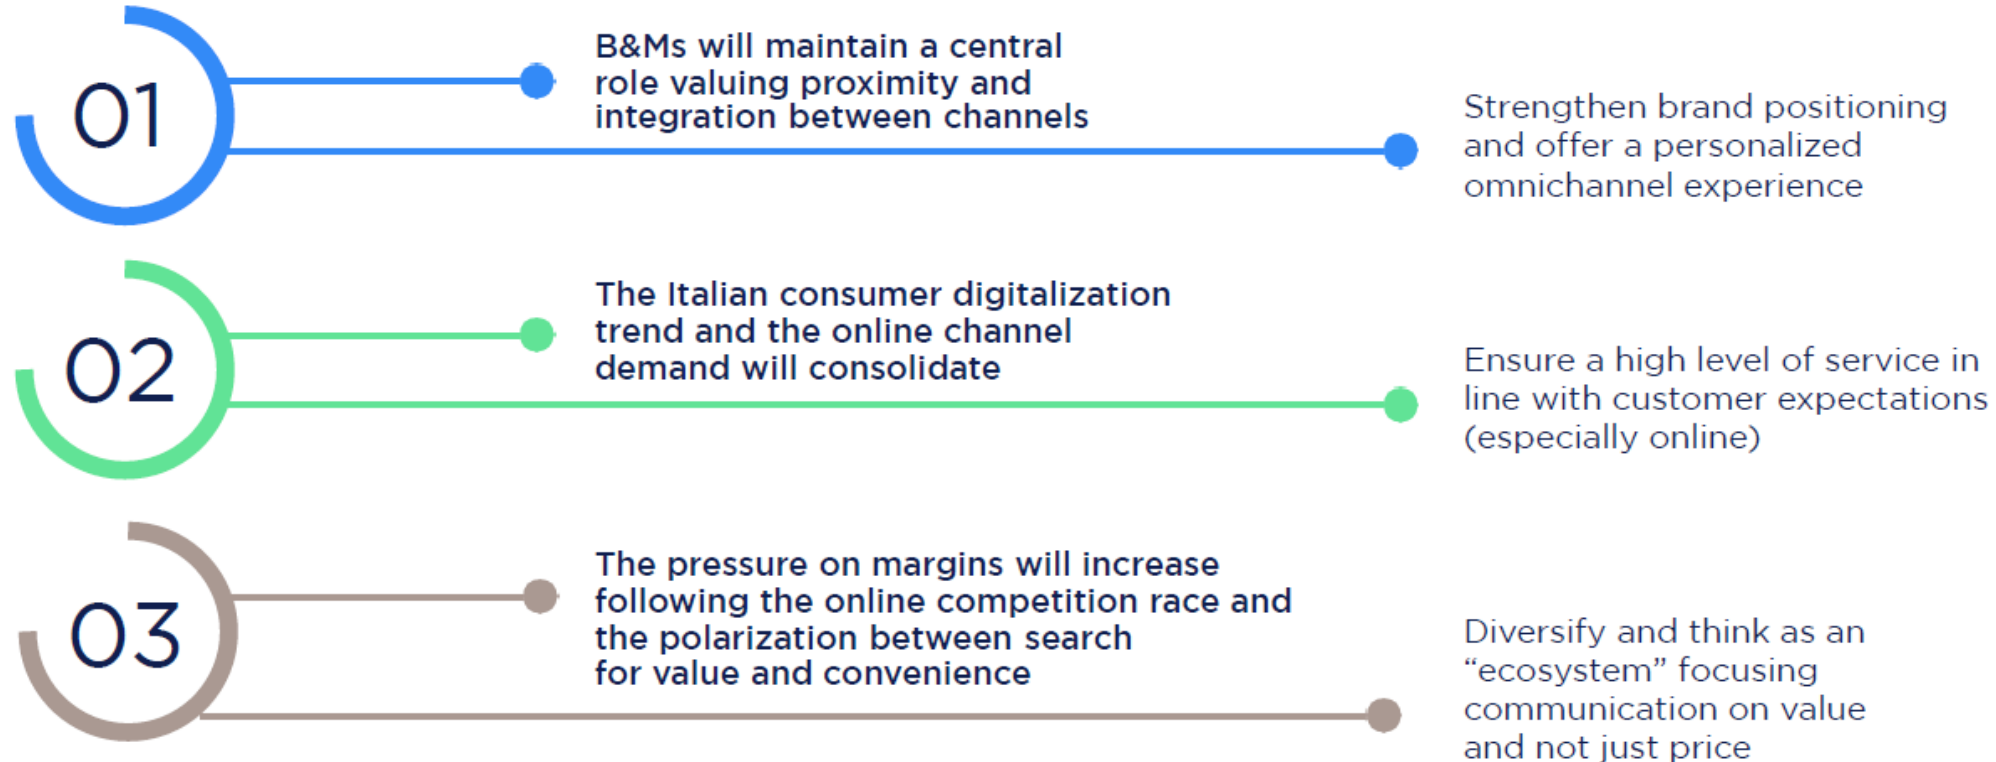 01
B&Ms will maintain a central
role valuing proximity and
integration between channels
Strengthen brand positioning
and offer a personalized
omnichannel experience
02
The Italian consumer digitalization
trend and the online channel
demand will consolidate
Ensure a high level of service in
line with customer expectations
(especially online)
03
The pressure on margins will increase
following the online competition race and
the polarization between search
for value and convenience
Diversify and think as an
“ecosystem” focusing
communication on value
and not just price